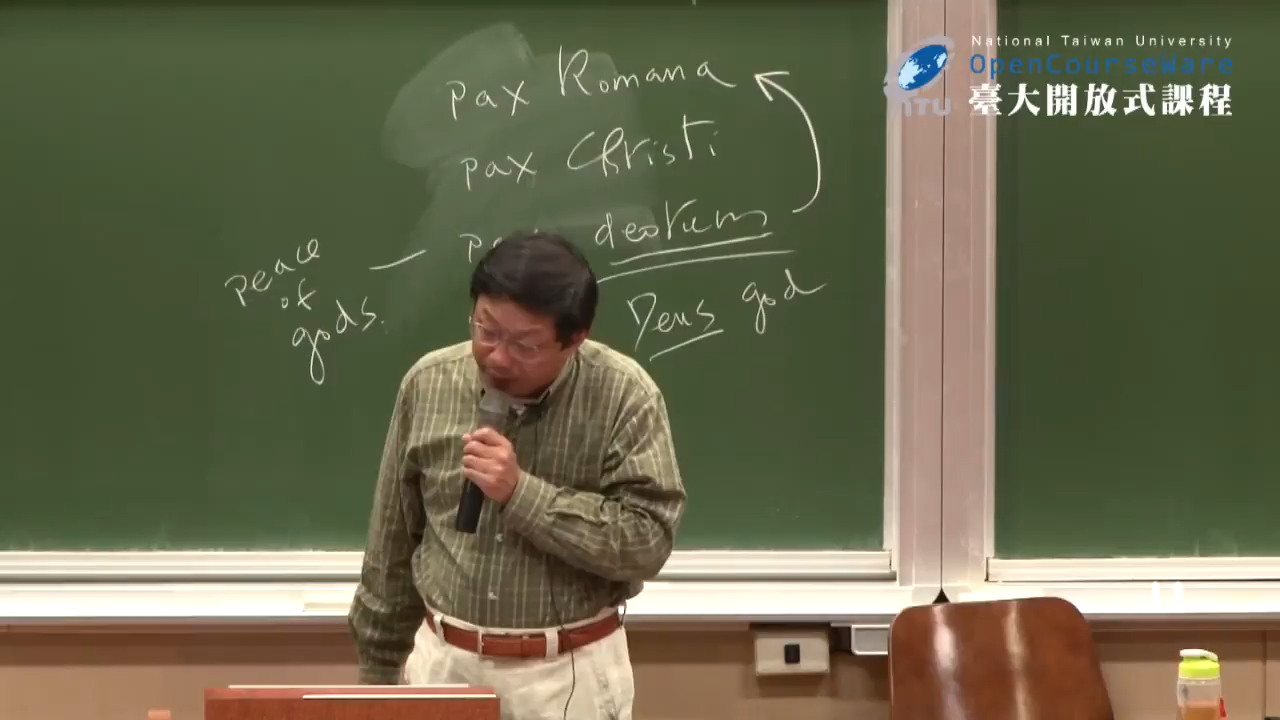 pax Romana
pax Christi
deorum
peace
of
gods.
Deus god
National Taiwan University
OpenCourseWare
NTU
臺大開放式課程